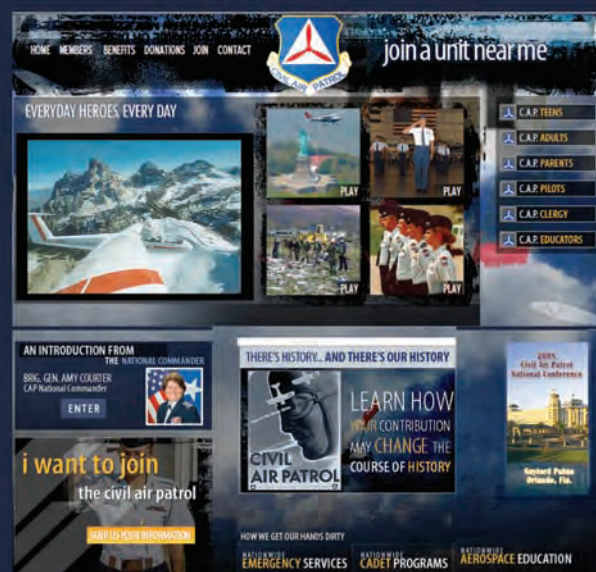 HOME MEMBERS BENEFITS DONATIONS JOIN CONTACT
CIVIL AIR PATROL
join a unit near me
EVERYDAY HEROES, EVERY DAY
PLAY
PLAY
PLAY
PLAY
C.A.P. TEENS
C.A.P. ADULTS
C.A.P. PARENTS
C.A.P. PILOTS
C.A.P. CLERGY
C.A.P. EDUCATORS
AN INTRODUCTION FROM
THE NATIONAL COMMANDER
BRIG. GEN. AMY COURTER
CAP National Commander
ENTER
THERE'S HISTORY... AND THERE'S OUR HISTORY
CIVIL
AIR PATROL
LEARN HOW
YOUR CONTRIBUTION
MAY CHANGE THE
COURSE OF HISTORY
Civil Air Patrol
National Conference
Gaylord Palms
Orlando, Fla.
i want to join
the civil air patrol
SEND US YOUR INFORMATION
HOW WE GET OUR HANDS DIRTY
NATIONWIDE
EMERGENCY SERVICES
NATIONWIDE
CADET PROGRAMS
NATIONWIDE
AEROSPACE EDUCATION